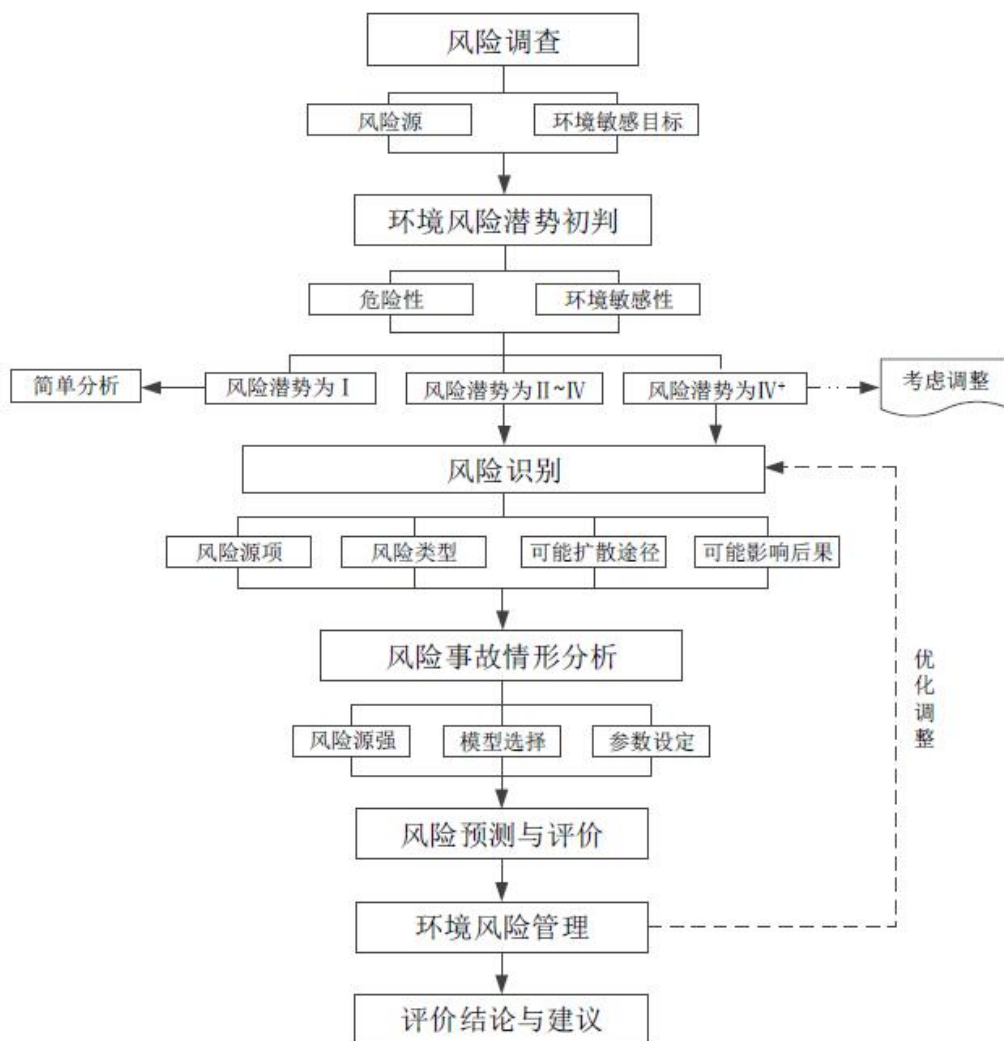 风险调查
风险源
环境敏感目标
环境风险潜势初判
危险性
环境敏感性
简单分析
风险潜势为Ⅰ
风险潜势为Ⅱ~Ⅳ
风险潜势为Ⅳ⁺
考虑调整
风险识别
风险源项
风险类型
可能扩散途径
可能影响后果
风险事故情形分析
优化调整
风险源强
模型选择
参数设定
风险预测与评价
环境风险管理
评价结论与建议